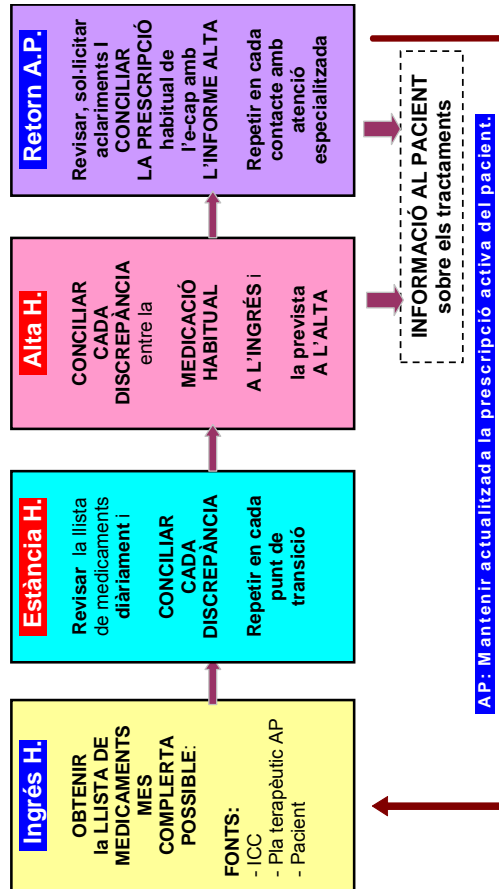 Ingrés H.
OBTENIR
la LLISTA DE
MEDICAMENTS
MES
COMPLERTA
POSSIBLE:
FONTS:
- ICC
- Pla terapèutic AP
- Pacient
Estància H.
Revisar la llista
de medicaments
diàriament i
CONCILIAR
CADA
DISCREPÀNCIA
Repetir en cada
punt de
transició
Alta H.
CONCILIAR
CADA
DISCREPÀNCIA
entre la
MEDICACIÓ
HABITUAL
A L'INGRÉS i
la prevista
A L'ALTA
Retorn A.P.
Revisar, sol·licitar
aclariments I
CONCILIAR
LA PRESCRIPCIÓ
habitual de
l'e-cap amb
L'INFORME ALTA
Repetir en cada
contacte amb
atenció
especialitzada
INFORMACIÓ AL PACIENT
sobre els tractaments
AP: Mantenir actualitzada la prescripció activa del pacient.